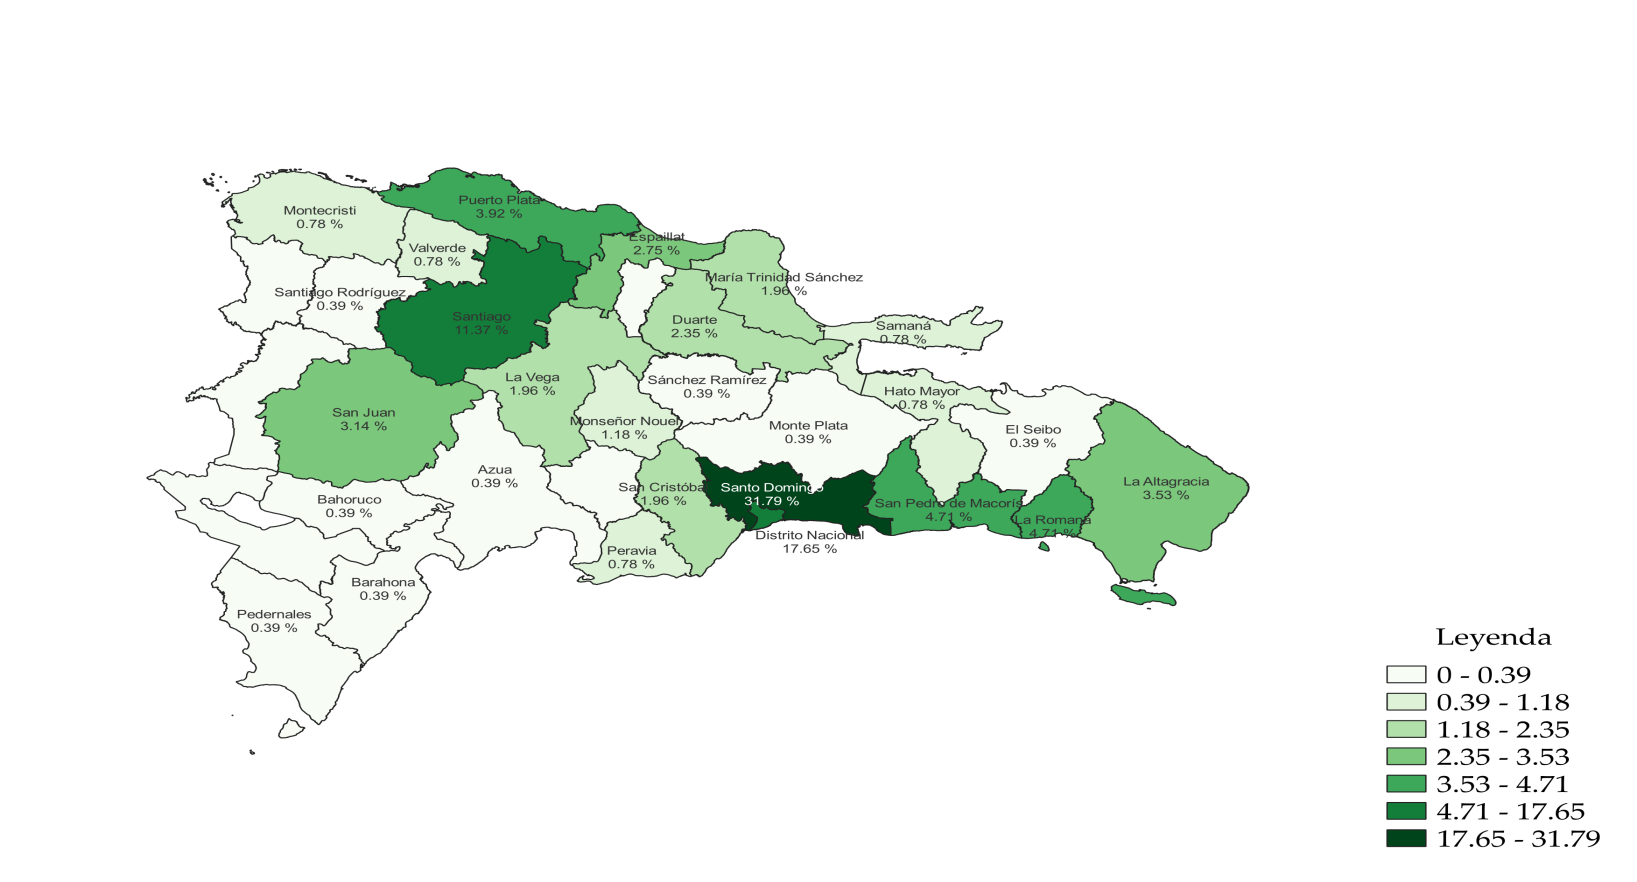 Puerto Plata
3.92 %
Montecristi
0.78 %
Espaillat
2.75 %
Valverde
0.78 %
María Trinidad Sánchez
1.96 %
Santiago Rodríguez
0.39 %
Santiago
11.37 %
Duarte
2.35 %
Samaná
0.78 %
La Vega
1.96 %
Sánchez Ramírez
0.39 %
Hato Mayor
0.78 %
San Juan
3.14 %
Monseñor Nouel
1.18 %
Monte Plata
0.39 %
El Seibo
0.39 %
Azua
0.39 %
La Altagracia
3.53 %
San Cristóbal
1.96 %
Santo Domingo
31.79 %
Bahoruco
0.39 %
San Pedro de Macorís
4.71 %
La Romana
4.71 %
Distrito Nacional
17.65 %
Peravia
0.78 %
Barahona
0.39 %
Pedernales
0.39 %
Leyenda
0 - 0.39
0.39 - 1.18
1.18 - 2.35
2.35 - 3.53
3.53 - 4.71
4.71 - 17.65
17.65 - 31.79